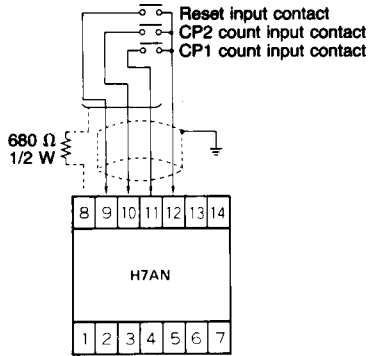 Reset input contact
CP2 count input contact
CP1 count input contact
680 Ω
1/2 W
8 9 10 11 12 13 14
H7AN
1 2 3 4 5 6 7